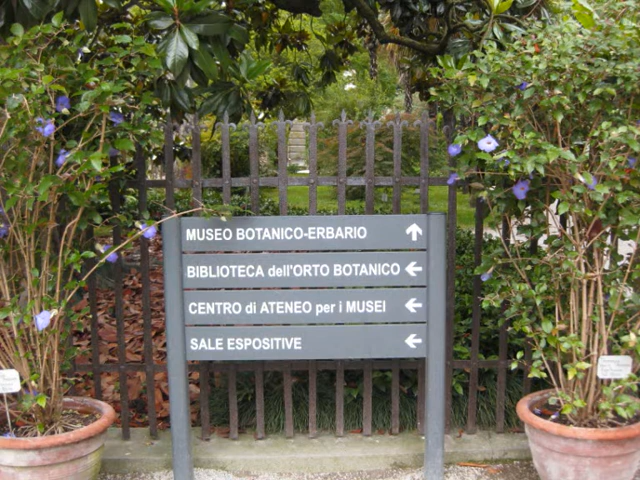 MUSEO BOTANICO-ERBARIO
BIBLIOTECA dell'ORTO BOTANICO
CENTRO di ATENEO per i MUSEI
SALE ESPOSITIVE